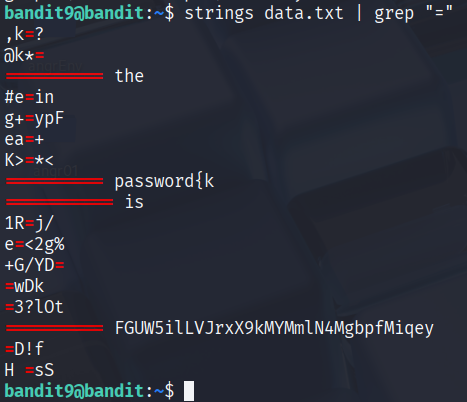 bandit9@bandit:~$ strings data.txt | grep "="
,k=?
@k*=
========== the
#e=in
g+=ypF
ea=+
K>=*<
========== password{k
=========== is
1R=j/
e=<2g%
+G/YD=
=wDk
=3?lOt
========== FGUW5ilLVJrxX9kMYMmlN4MgbpfMiqey
=D!f
H =sS
bandit9@bandit:~$